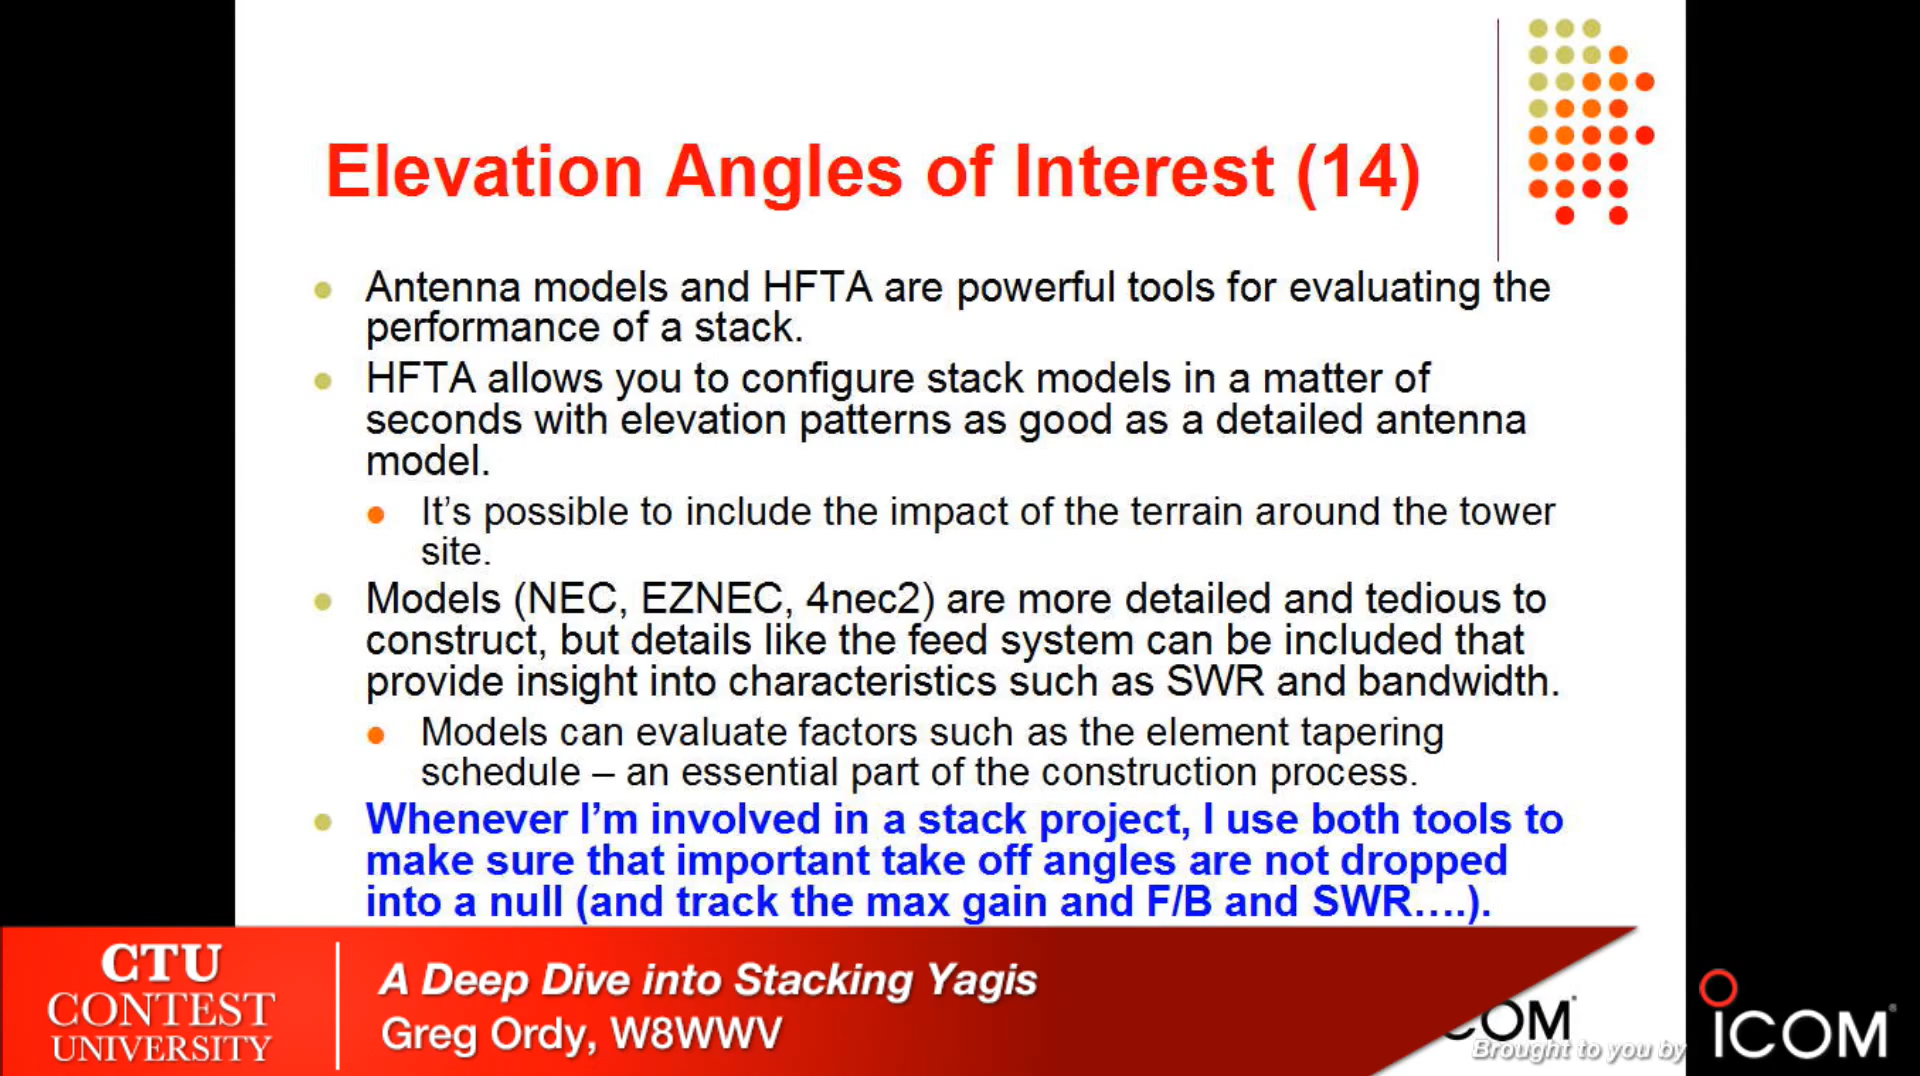 Elevation Angles of Interest (14)
Antenna models and HFTA are powerful tools for evaluating the
performance of a stack.
HFTA allows you to configure stack models in a matter of
seconds with elevation patterns as good as a detailed antenna
model.
It’s possible to include the impact of the terrain around the tower
site.
Models (NEC, EZNEC, 4nec2) are more detailed and tedious to
construct, but details like the feed system can be included that
provide insight into characteristics such as SWR and bandwidth.
Models can evaluate factors such as the element tapering
schedule – an essential part of the construction process.
Whenever I’m involved in a stack project, I use both tools to
make sure that important take off angles are not dropped
into a null (and track the max gain and F/B and SWR….).
CTU
CONTEST
UNIVERSITY
A Deep Dive into Stacking Yagis
Greg Ordy, W8WWV
COM
Brought to you by
ICOM